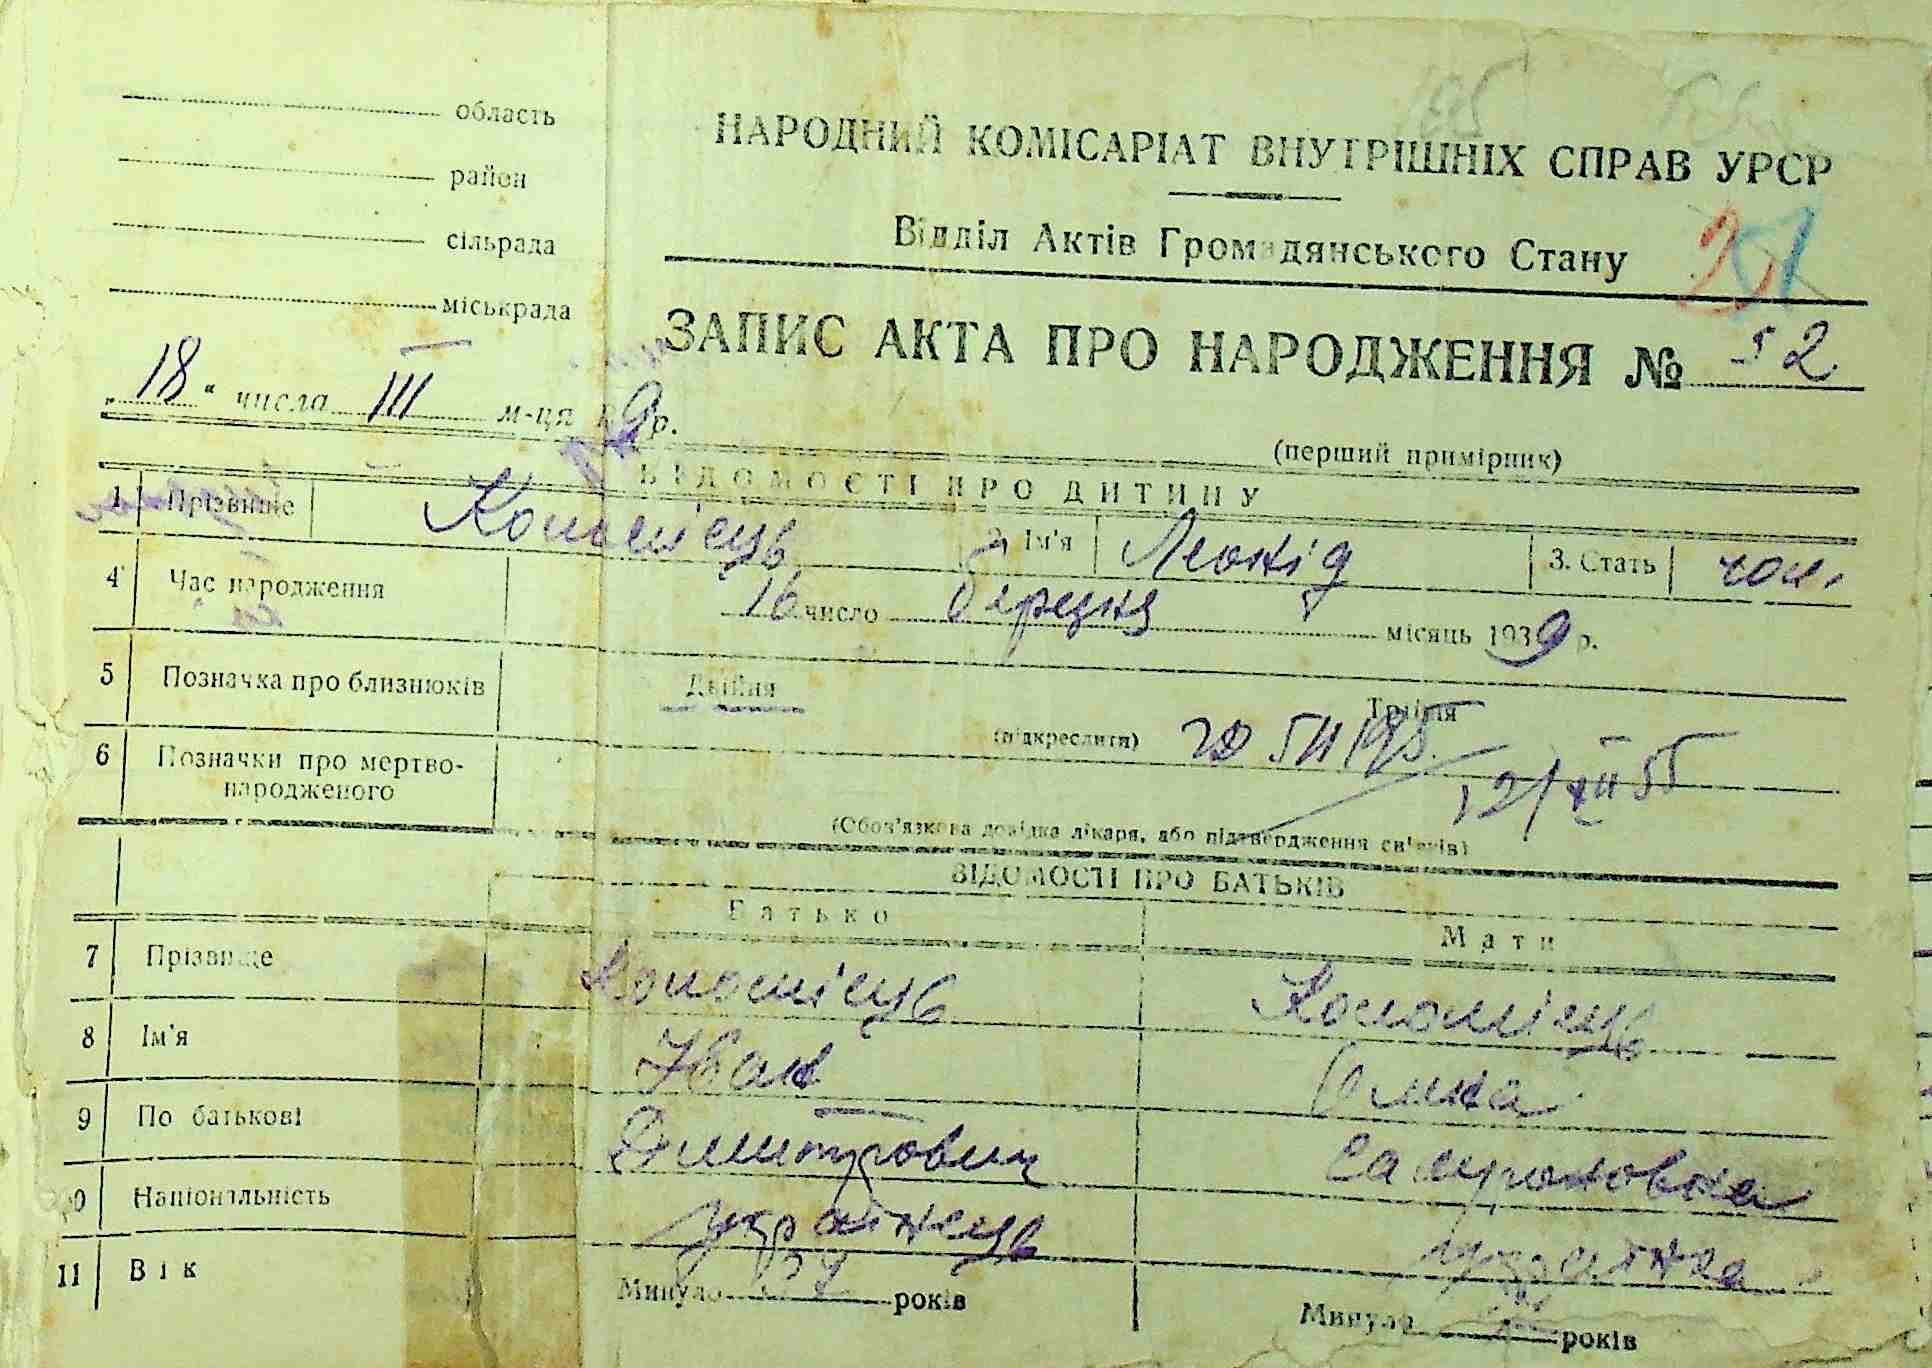 область
район
сільрада
міськрада
НАРОДНИЙ КОМІСАРІАТ ВНУТРІШНІХ СПРАВ УРСР
Відділ Актів Громадянського Стану
ЗАПИС АКТА ПРО НАРОДЖЕННЯ № 52
„18" числа III м-ця 1939 р.
(перший примірник)
ВІДОМОСТІ ПРО ДИТИНУ
1 Прізвище Коломієць 2. Ім'я Леонід 3. Стать чол.
4 Час народження 16 число березня місяць 1939 р.
5 Позначка про близнюків Двійня Трійня
(підкреслити)
6 Позначки про мертвонародженого
(Обов'язкова довідка лікаря, або підтвердження свідків)
ВІДОМОСТІ ПРО БАТЬКІВ
Батько Мати
7 Прізвище Коломієць Коломієць
8 Ім'я Іван
9 По батькові Дмитрович
10 Національність українець українка
11 Вік Минуло років Минуло років